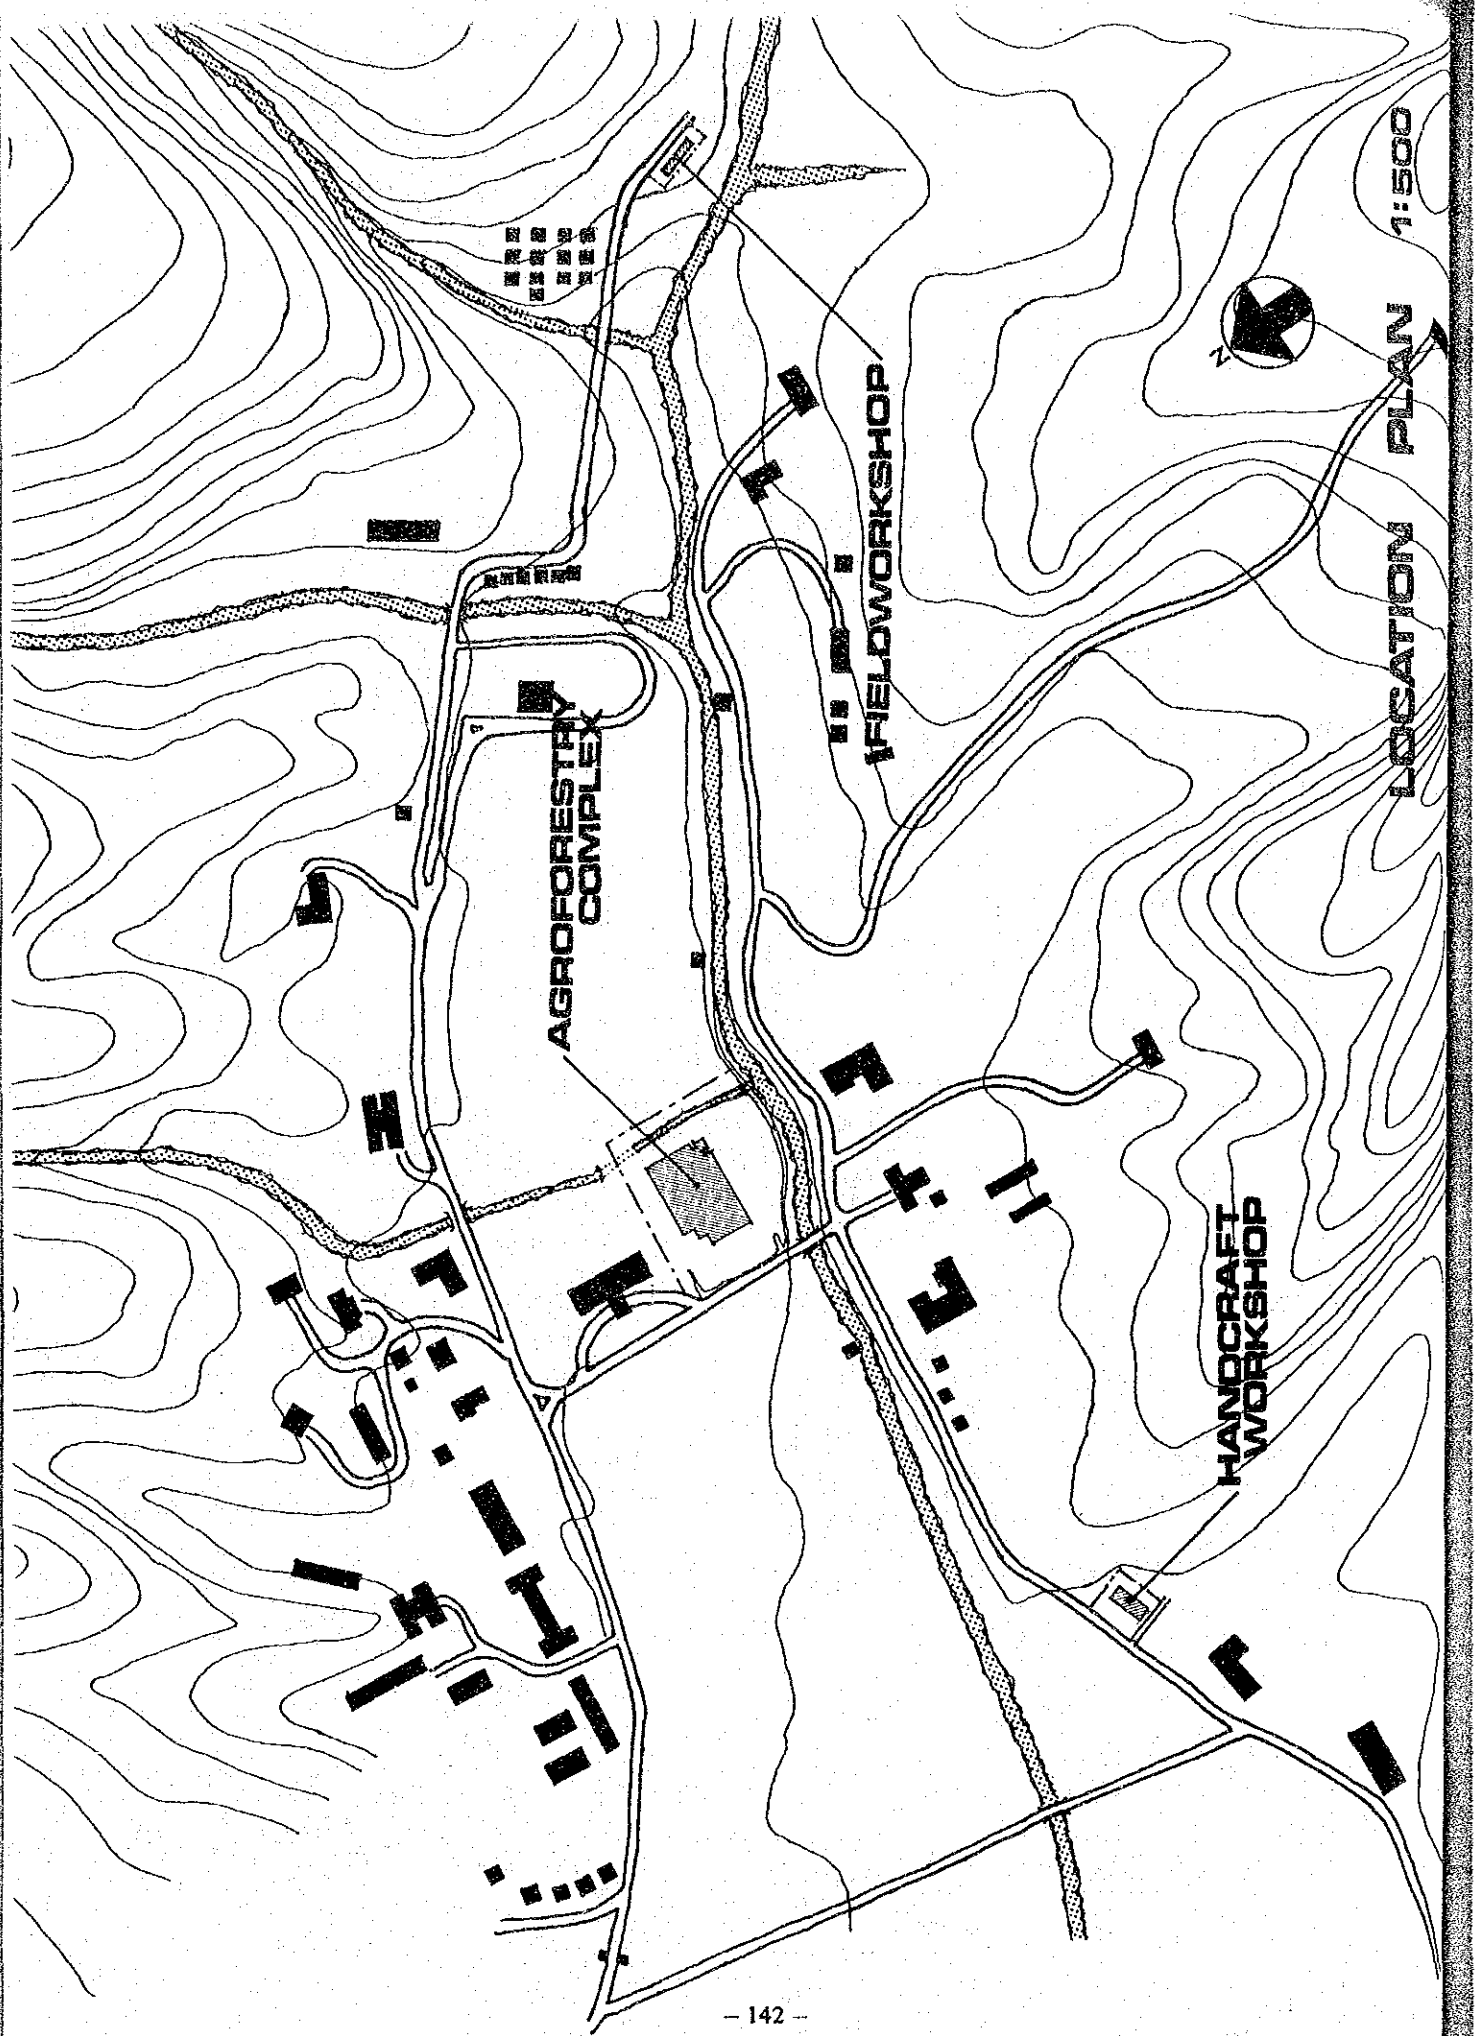 LOCATION PLAN 1:500
N
FIELDWORKSHOP
AGROFORESTRY
COMPLEX
HANDCRAFT
WORKSHOP
– 142 –